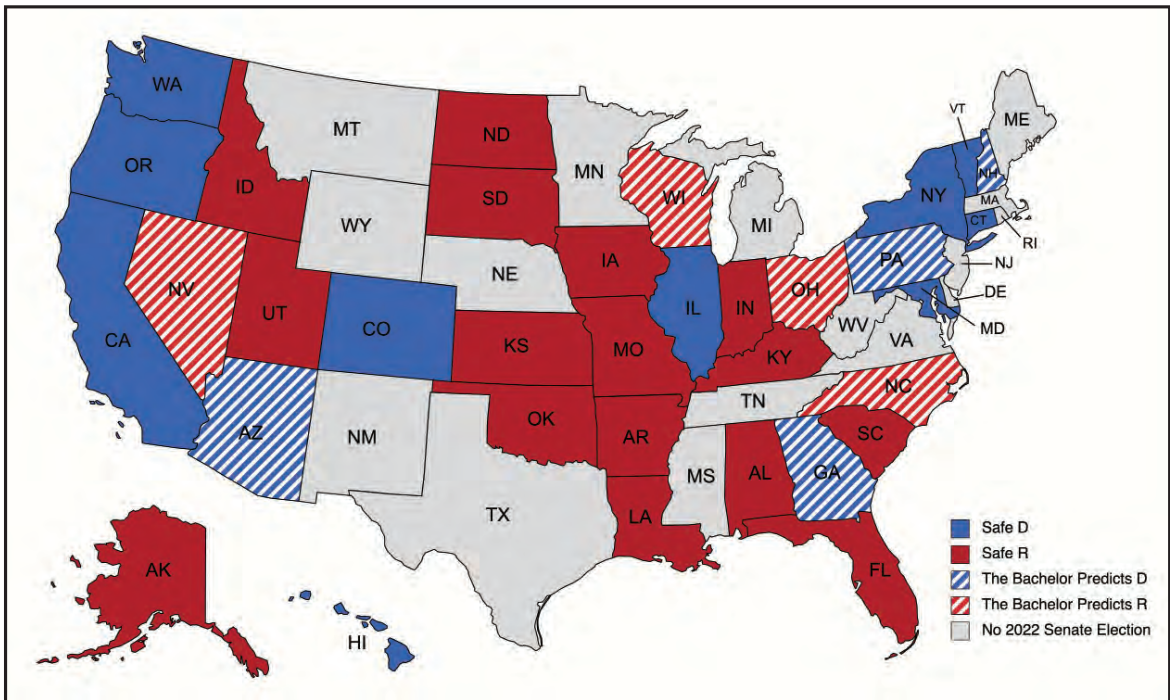 WA
MT
ND
MN
VT
ME
OR
ID
SD
WI
NY
NH
MA
CT
RI
WY
MI
NE
IA
PA
NJ
NV
UT
CO
IL
IN
OH
DE
MD
CA
KS
MO
WV
VA
KY
NC
AZ
NM
OK
AR
TN
SC
TX
MS
AL
GA
LA
AK
HI
FL
Safe D
Safe R
The Bachelor Predicts D
The Bachelor Predicts R
No 2022 Senate Election